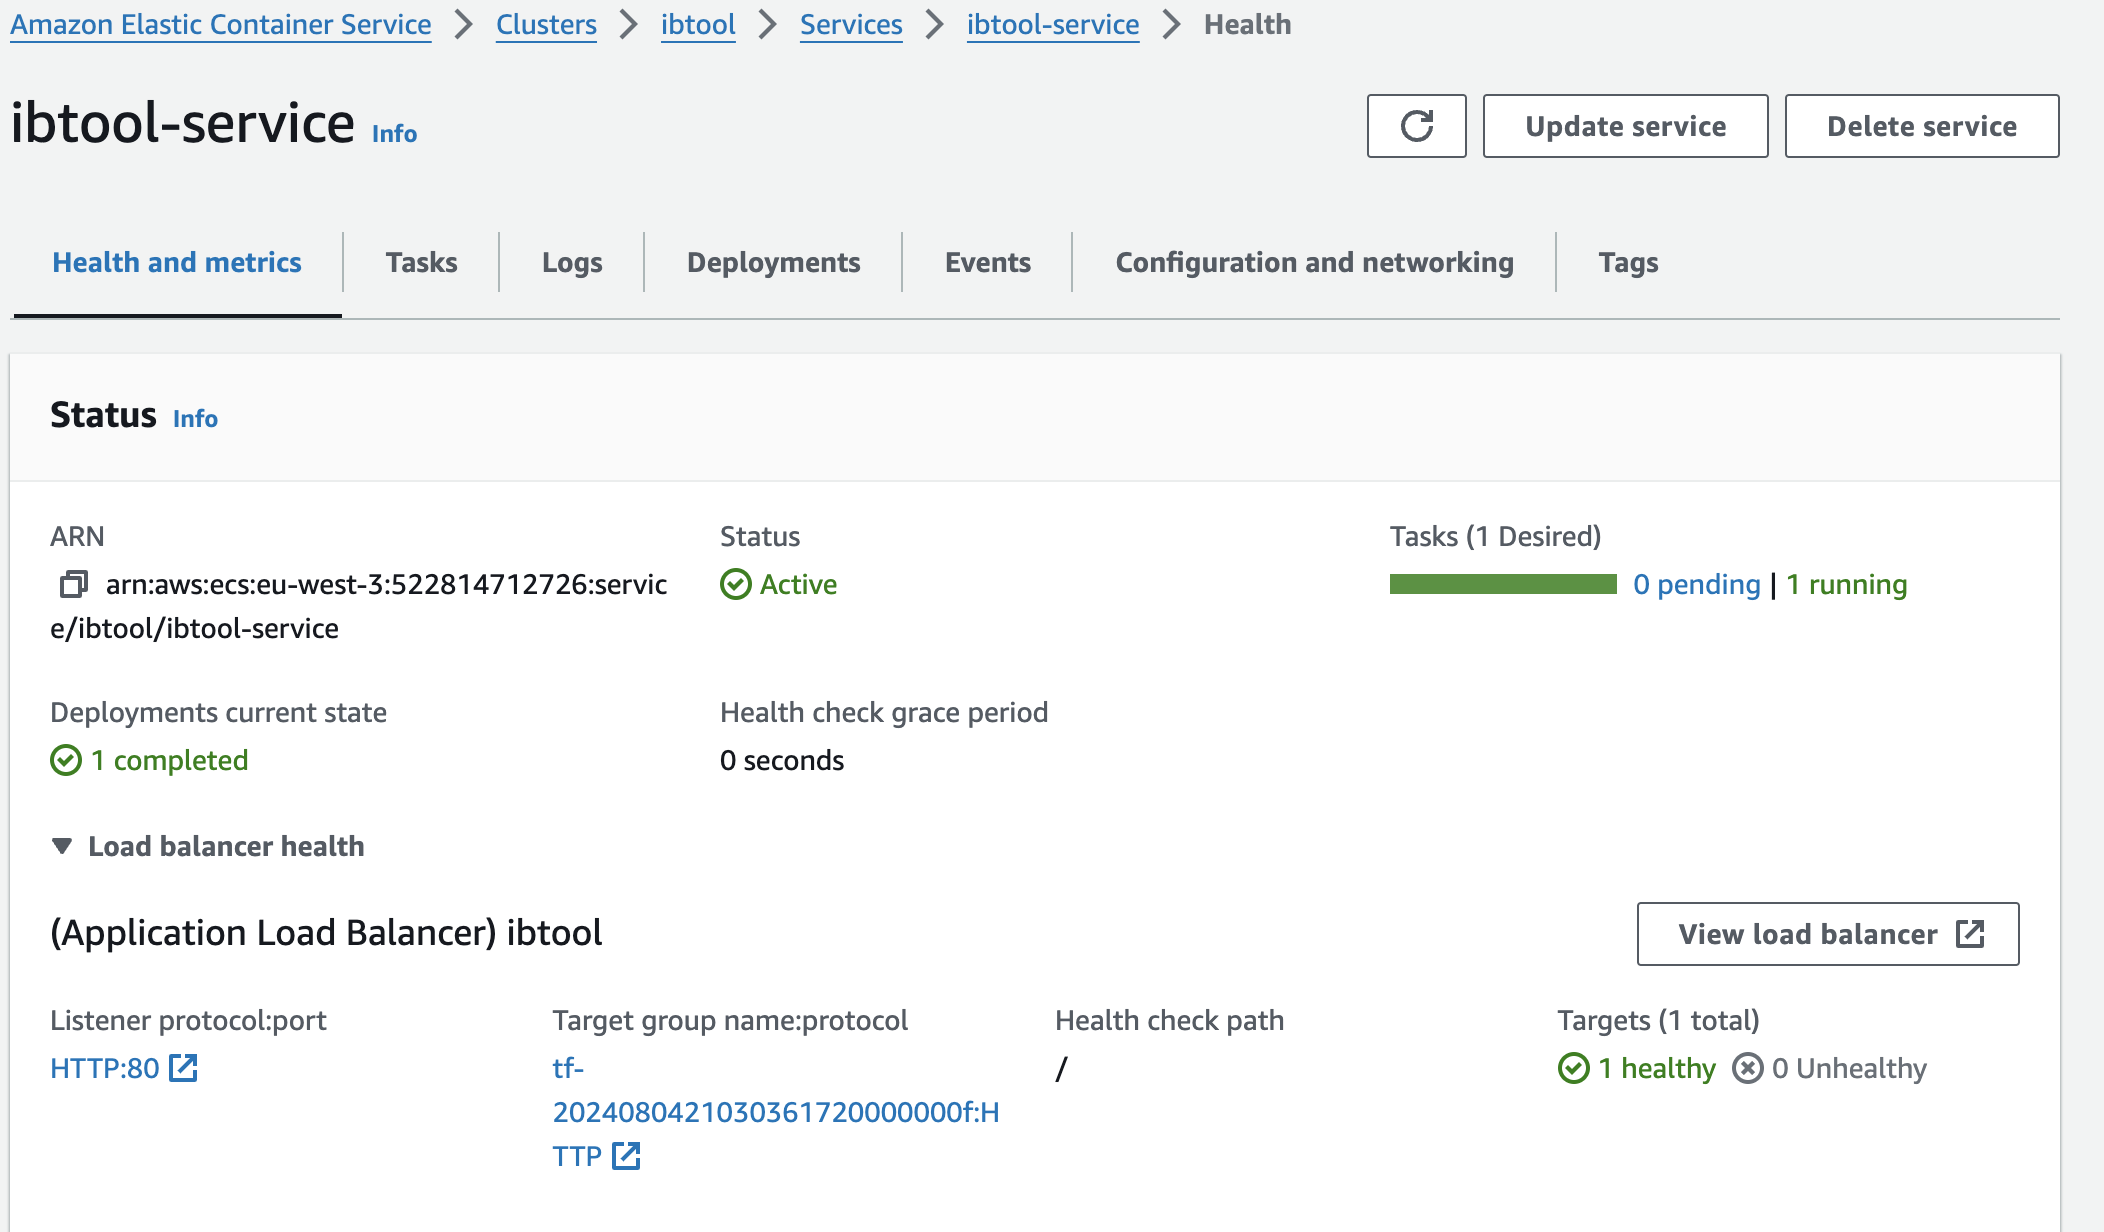 Amazon Elastic Container Service > Clusters > ibtool > Services > ibtool-service > Health
ibtool-service Info
Update service
Delete service
Health and metrics
Tasks
Logs
Deployments
Events
Configuration and networking
Tags
Status Info
ARN
arn:aws:ecs:eu-west-3:522814712726:servic
e/ibtool/ibtool-service
Status
Active
Tasks (1 Desired)
0 pending | 1 running
Deployments current state
1 completed
Health check grace period
0 seconds
Load balancer health
(Application Load Balancer) ibtool
View load balancer
Listener protocol:port
HTTP:80
Target group name:protocol
tf-
20240804210303617200000000f:H
TTP
Health check path
/
Targets (1 total)
1 healthy
0 Unhealthy